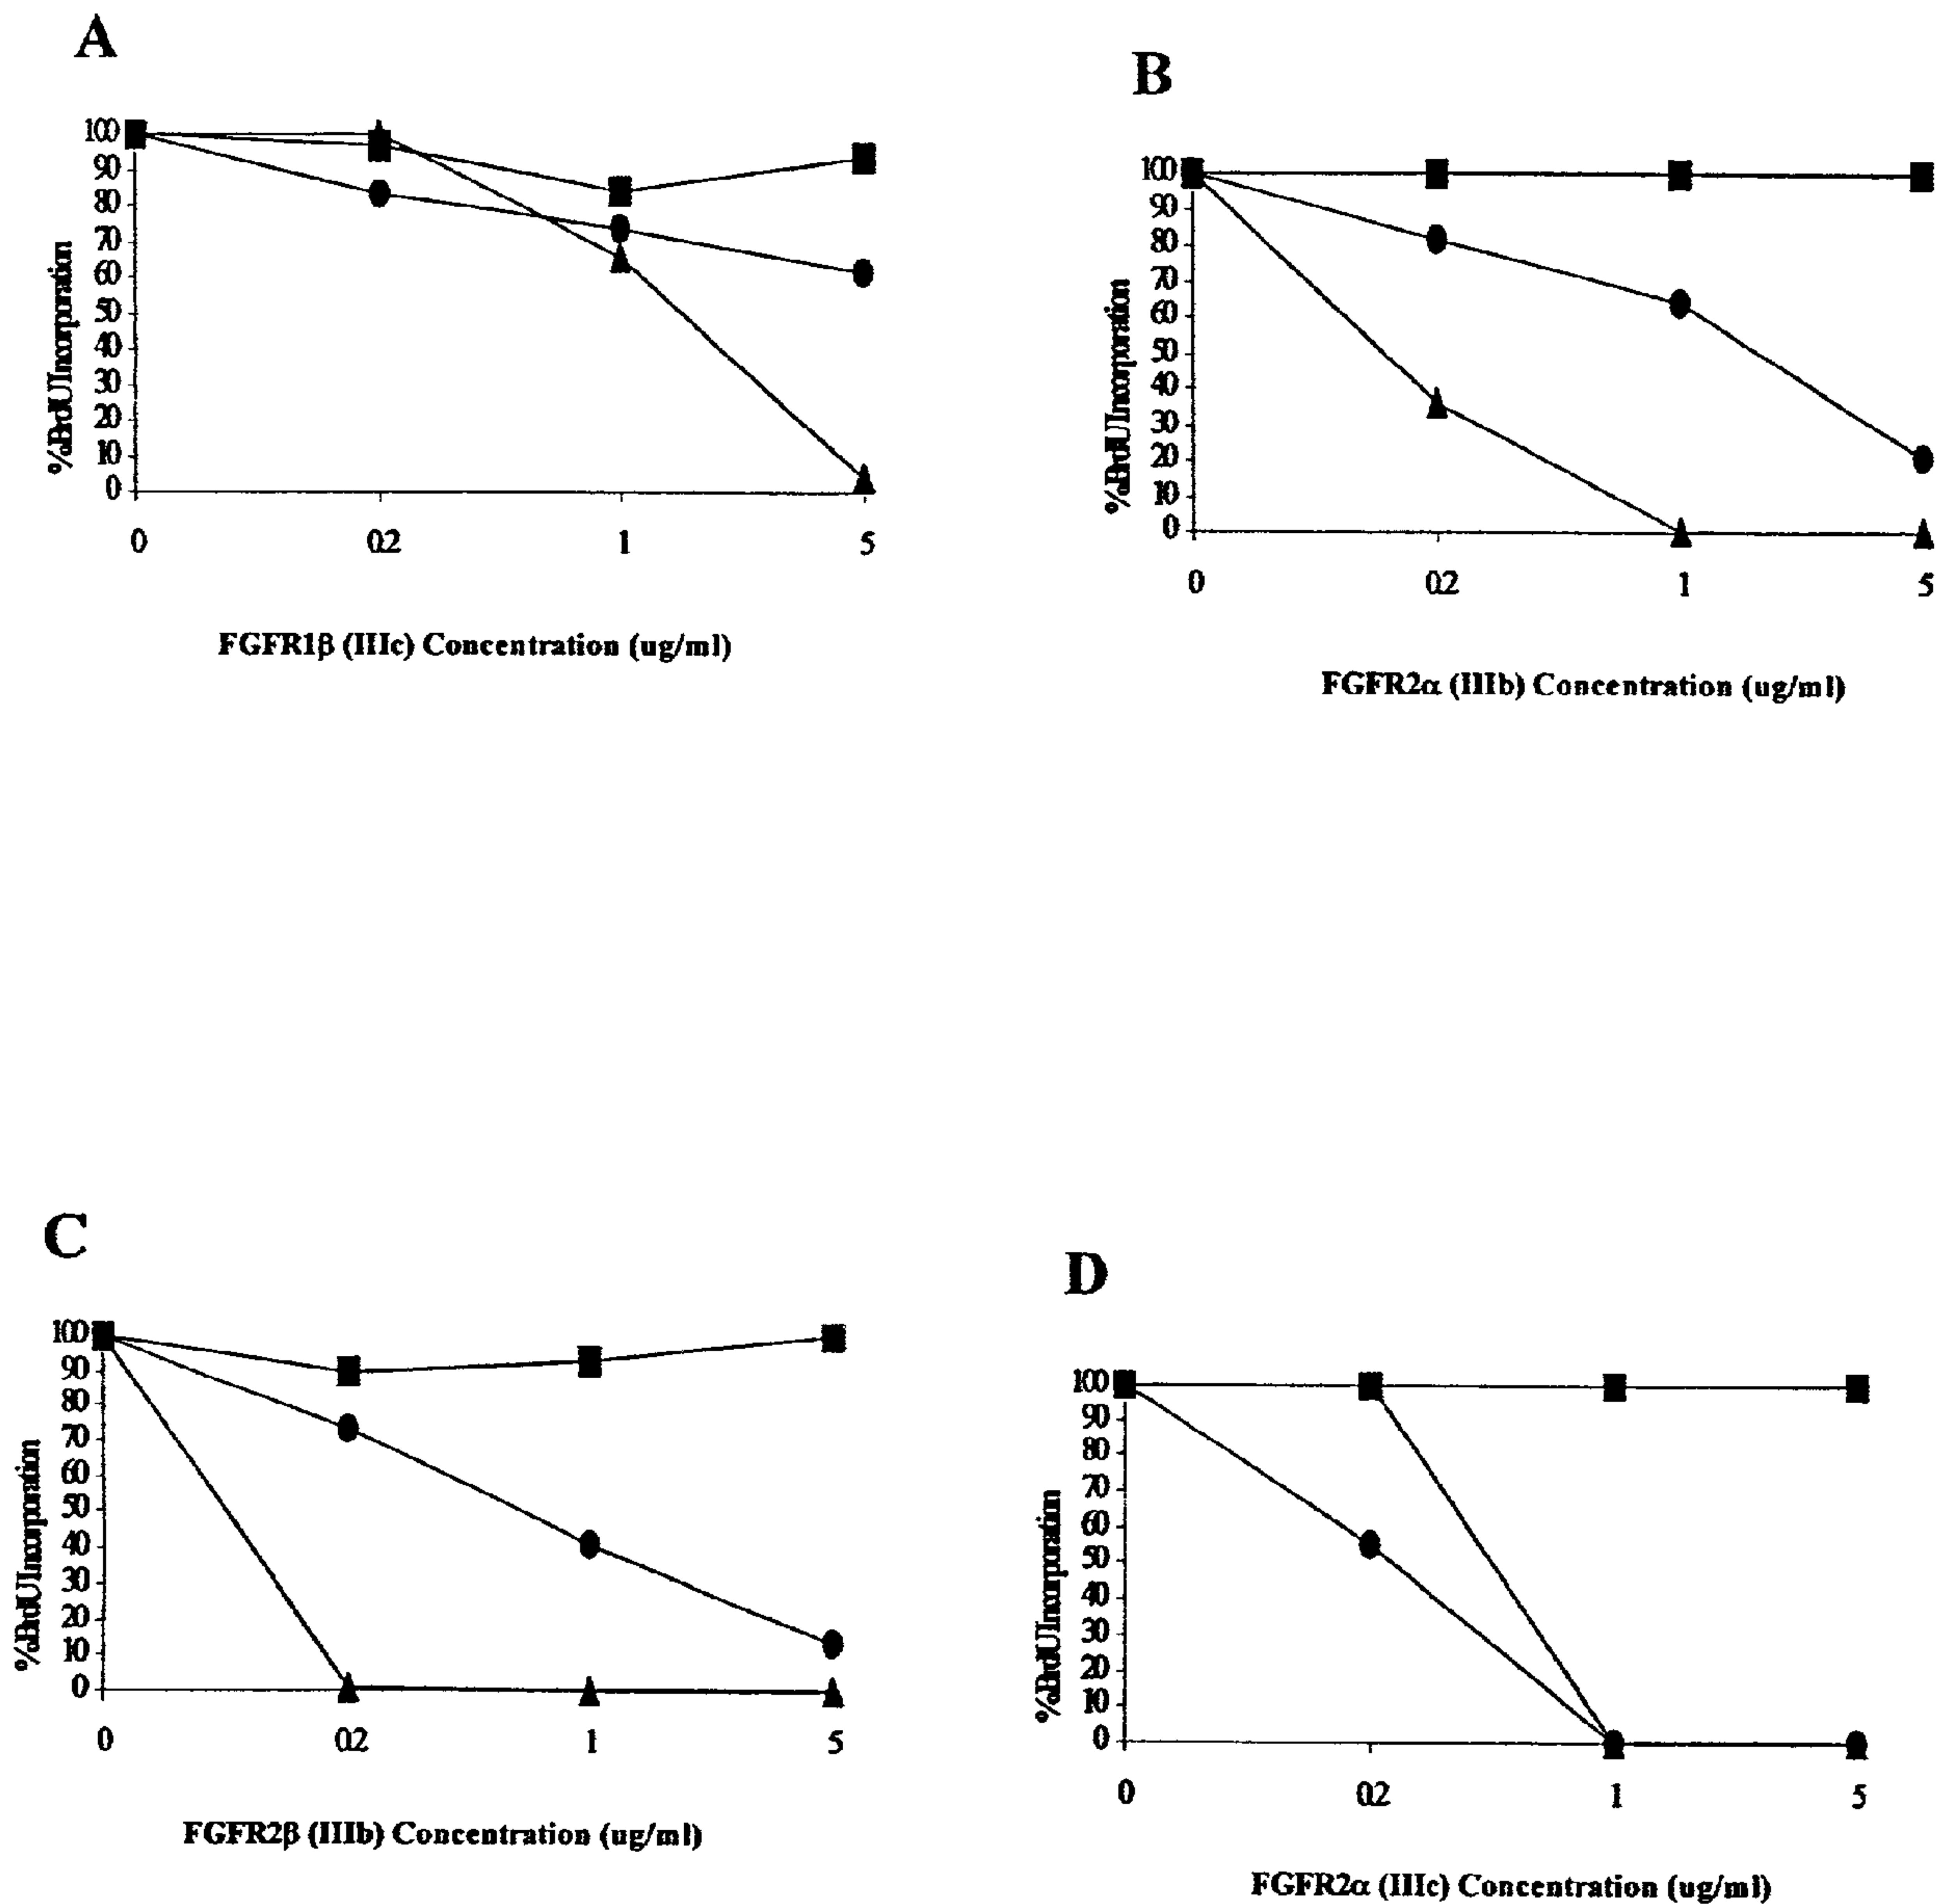 A
100
90
80
70
60
50
40
30
20
10
0
%BrdU Incorporation
0 0.2 1 5
FGFR1β (IIIc) Concentration (ug/ml)
B
100
90
80
70
60
50
40
30
20
10
0
%BrdU Incorporation
0 0.2 1 5
FGFR2α (IIIb) Concentration (ug/ml)
C
100
90
80
70
60
50
40
30
20
10
0
%BrdU Incorporation
0 0.2 1 5
FGFR2β (IIIb) Concentration (ug/ml)
D
100
90
80
70
60
50
40
30
20
10
0
%BrdU Incorporation
0 0.2 1 5
FGFR2α (IIIc) Concentration (ug/ml)